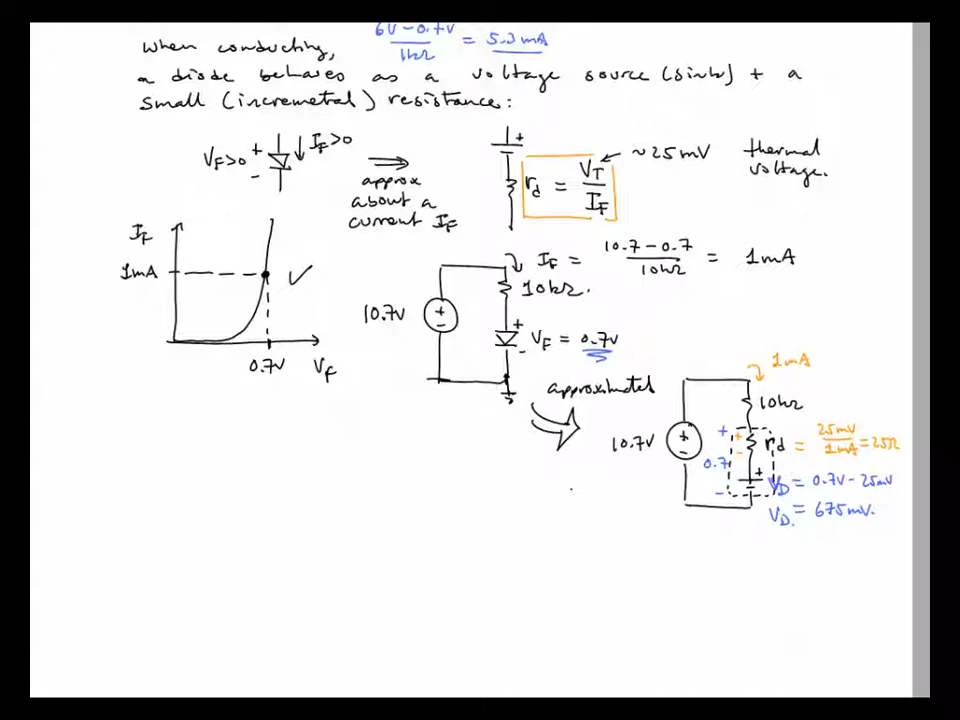 6V-0.7V
1kΩ
= 5.3mA
when conducting,
a diode behaves as a voltage source (sink) + a
small (incremetal) resistance:
VF>0
+
-
IF>0
approx
about a
current IF
+
rd = VT
IF
~25mV thermal
voltage.
IF
1mA
0.7V
VF
IF = 10.7-0.7
10kΩ
= 1mA
10kΩ.
10.7V
+
-
+
-
VF = 0.7V
approximatel
1mA
10kΩ
10.7V
+
-
+
0.7
-
+
-
rd = 25mV
1mA
=25Ω
+
VD = 0.7V-25mV
VD. = 675mV.